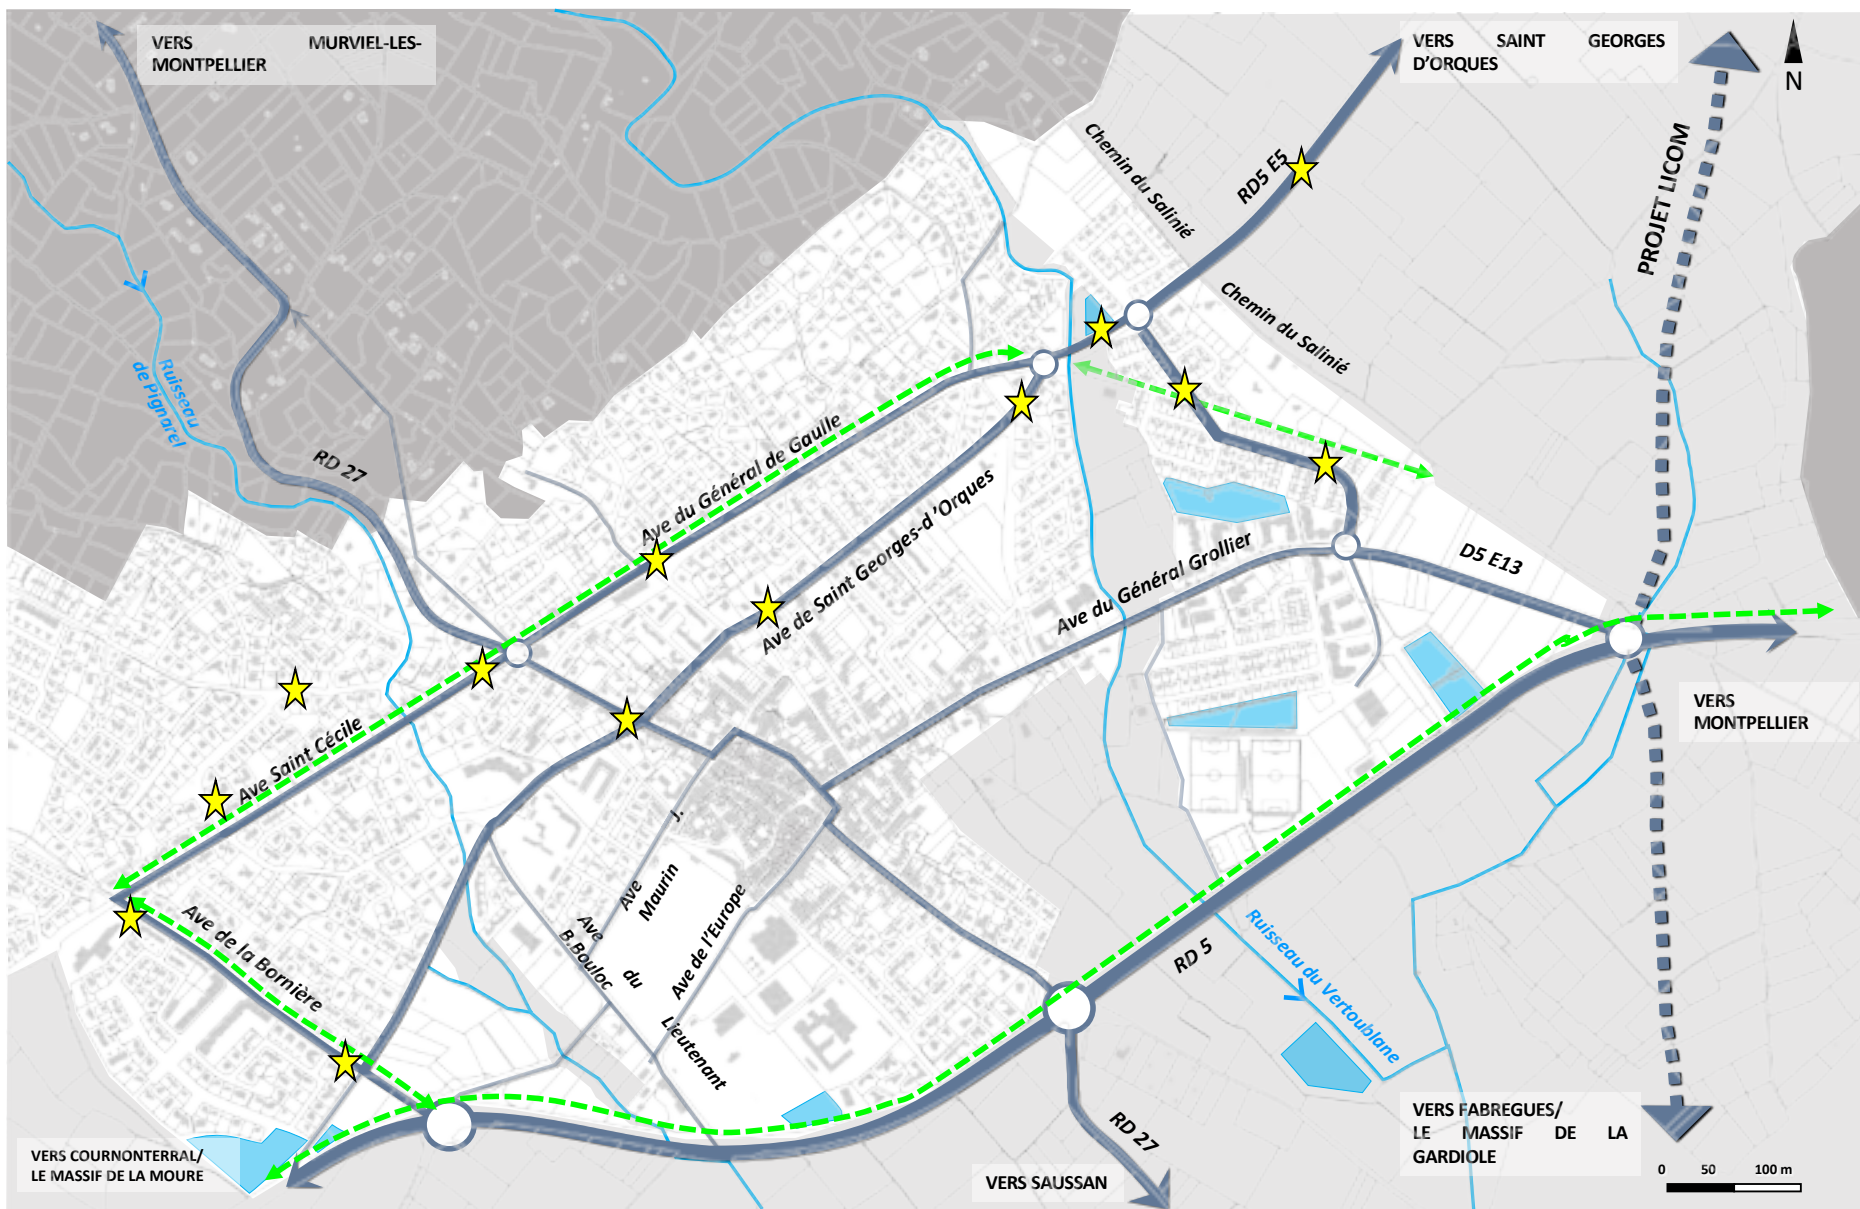 VERS MURVIEL-LES-
MONTPELLIER
VERS SAINT GEORGES
D'ORQUES
N
PROJET LICOM
Chemin du Salinié
RD5 E5
Chemin du Salinié
Ruisseau
de Pignarel
RD 27
Ave du Général de Gaulle
Ave de Saint Georges-d'Orques
Ave du Général Grollier
D5 E13
Ave Saint Cécile
VERS
MONTPELLIER
J.
Maurin
Ave
Ave de l'Europe
Ave
B.Bouloc
du
Lieutenant
Ave de la Bornière
RD 5
Ruisseau du Vertoublane
RD 27
VERS COURNONTERRAL/
LE MASSIF DE LA MOURE
VERS SAUSSAN
VERS FABREGUES/
LE MASSIF DE LA
GARDIOLE
0 50 100 m